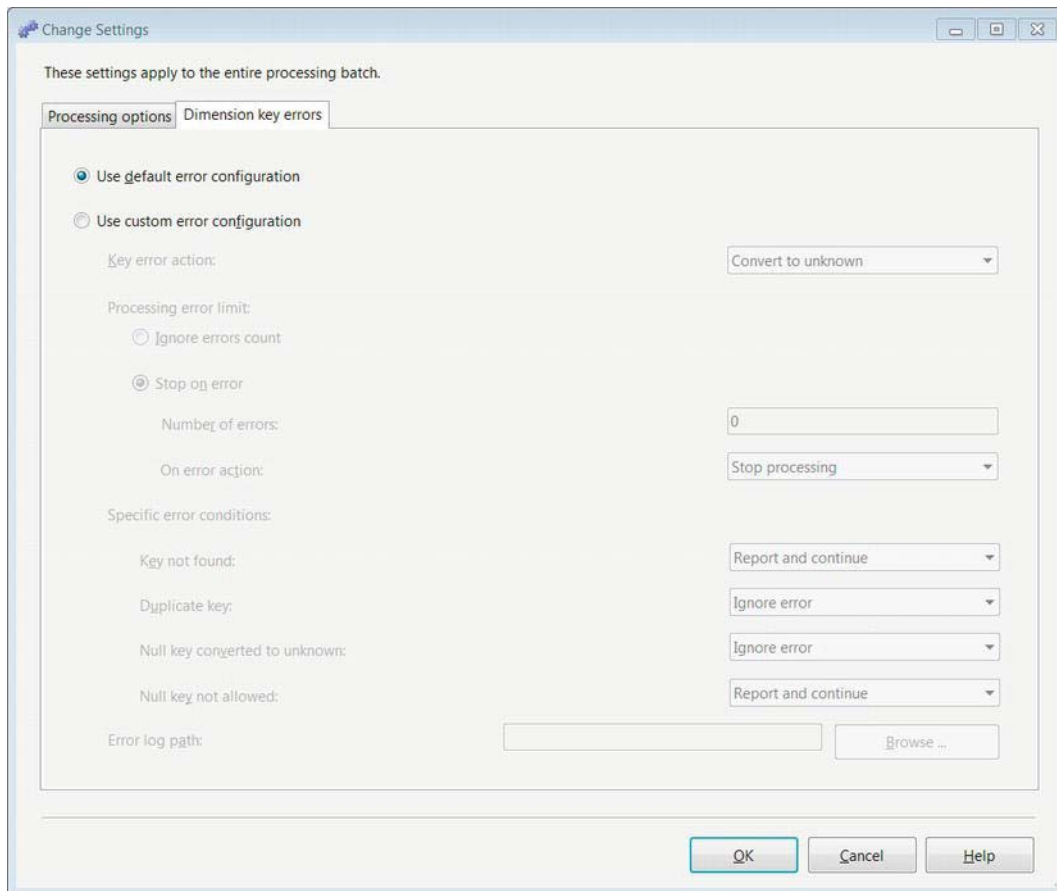 Change Settings
These settings apply to the entire processing batch.
Processing options Dimension key errors
Use default error configuration
Use custom error configuration
Key error action: Convert to unknown
Processing error limit:
Ignore errors count
Stop on error
Number of errors: 0
On error action: Stop processing
Specific error conditions:
Key not found: Report and continue
Duplicate key: Ignore error
Null key converted to unknown: Ignore error
Null key not allowed: Report and continue
Error log path: Browse ...
OK Cancel Help